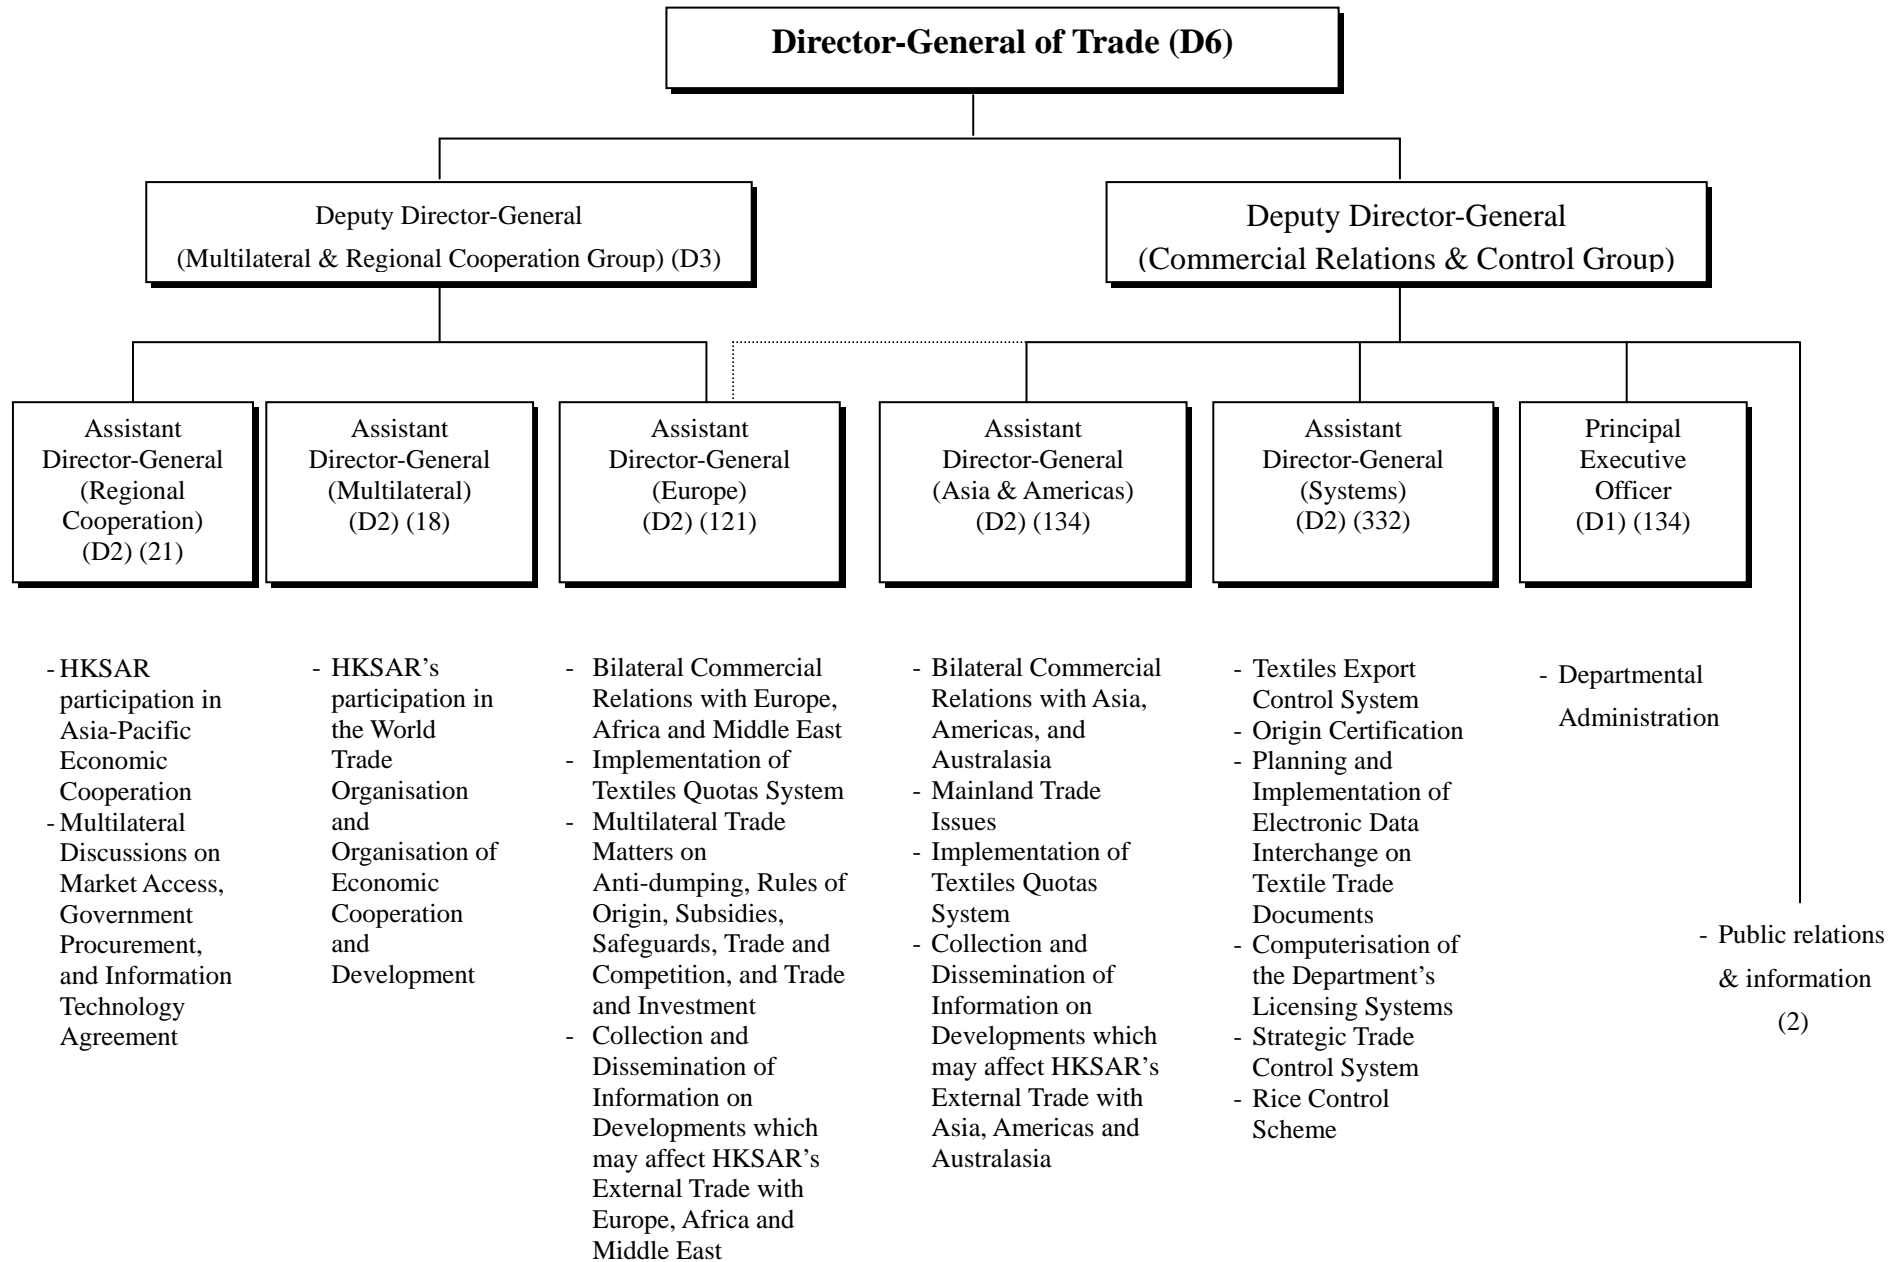 Director-General of Trade (D6)
Deputy Director-General
(Multilateral & Regional Cooperation Group) (D3)
Deputy Director-General
(Commercial Relations & Control Group)
Assistant
Director-General
(Regional
Cooperation)
(D2) (21)
Assistant
Director-General
(Multilateral)
(D2) (18)
Assistant
Director-General
(Europe)
(D2) (121)
Assistant
Director-General
(Asia & Americas)
(D2) (134)
Assistant
Director-General
(Systems)
(D2) (332)
Principal
Executive
Officer
(D1) (134)
- HKSAR
participation in
Asia-Pacific
Economic
Cooperation
- Multilateral
Discussions on
Market Access,
Government
Procurement,
and Information
Technology
Agreement
- HKSAR’s
participation in
the World
Trade
Organisation
and
Organisation of
Economic
Cooperation
and
Development
- Bilateral Commercial
Relations with Europe,
Africa and Middle East
- Implementation of
Textiles Quotas System
- Multilateral Trade
Matters on
Anti-dumping, Rules of
Origin, Subsidies,
Safeguards, Trade and
Competition, and Trade
and Investment
- Collection and
Dissemination of
Information on
Developments which
may affect HKSAR’s
External Trade with
Europe, Africa and
Middle East
- Bilateral Commercial
Relations with Asia,
Americas, and
Australasia
- Mainland Trade
Issues
- Implementation of
Textiles Quotas
System
- Collection and
Dissemination of
Information on
Developments which
may affect HKSAR’s
External Trade with
Asia, Americas and
Australasia
- Textiles Export
Control System
- Origin Certification
- Planning and
Implementation of
Electronic Data
Interchange on
Textile Trade
Documents
- Computerisation of
the Department’s
Licensing Systems
- Strategic Trade
Control System
- Rice Control
Scheme
- Departmental
Administration
- Public relations
& information
(2)